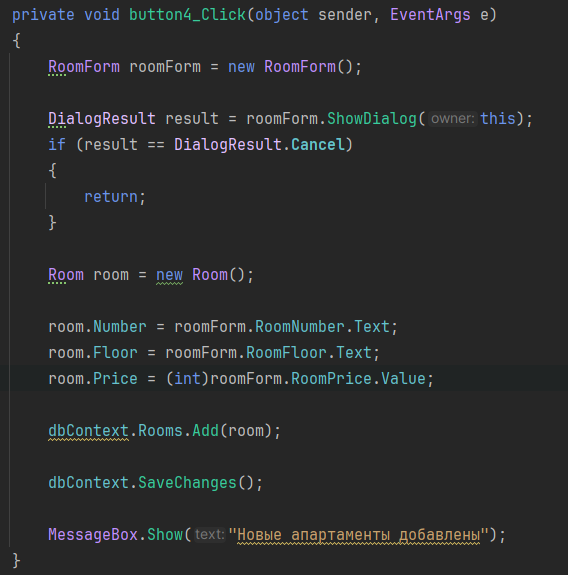 private void button4_Click(object sender, EventArgs e)
{
RoomForm roomForm = new RoomForm();
DialogResult result = roomForm.ShowDialog(owner: this);
if (result == DialogResult.Cancel)
{
return;
}
Room room = new Room();
room.Number = roomForm.RoomNumber.Text;
room.Floor = roomForm.RoomFloor.Text;
room.Price = (int)roomForm.RoomPrice.Value;
dbContext.Rooms.Add(room);
dbContext.SaveChanges();
MessageBox.Show(text: "Новые апартаменты добавлены");
}